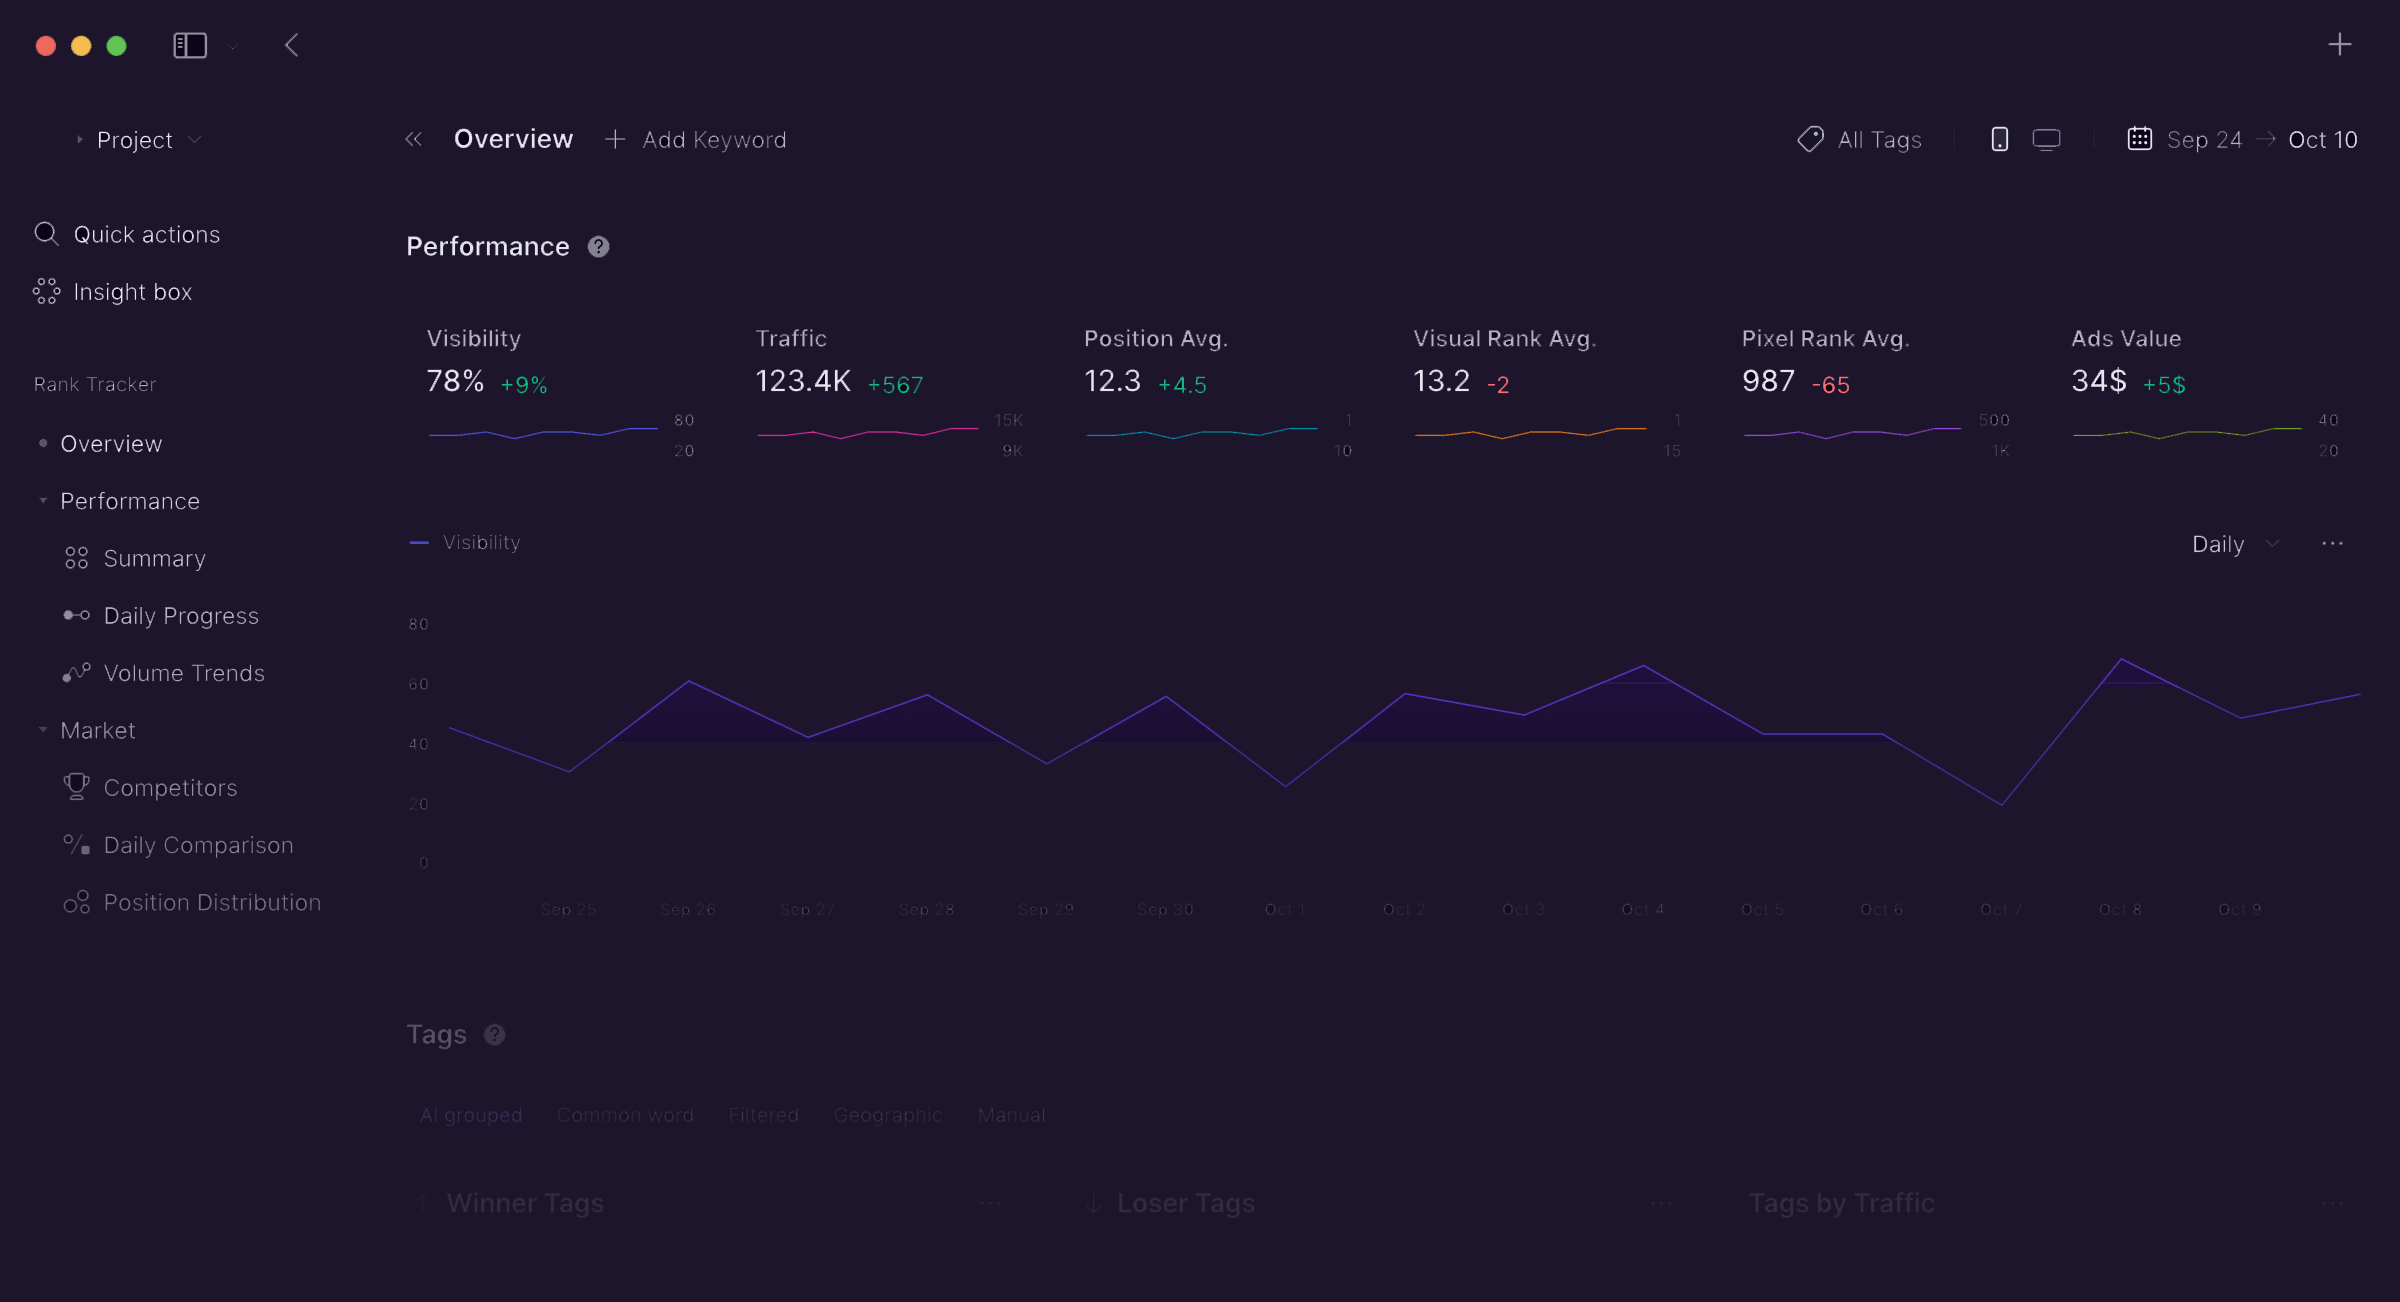 Project
Overview
Add Keyword
All Tags
Sep 24 → Oct 10
Quick actions
Insight box
Rank Tracker
Overview
Performance
Summary
Daily Progress
Volume Trends
Market
Competitors
Daily Comparison
Position Distribution
Performance ?
Visibility
78% +9%
80
20
Traffic
123.4K +567
15K
9K
Position Avg.
12.3 +4.5
1
10
Visual Rank Avg.
13.2 -2
1
15
Pixel Rank Avg.
987 -65
500
1K
Ads Value
34$ +5$
40
20
Visibility
Daily
80
60
40
20
0
Sep 25 Sep 26 Sep 27 Sep 28 Sep 29 Sep 30 Oct 1 Oct 2 Oct 3 Oct 4 Oct 5 Oct 6 Oct 7 Oct 8 Oct 9
Tags ?
AI grouped Common word Filtered Geographic Manual
↑ Winner Tags
↓ Loser Tags
Tags by Traffic